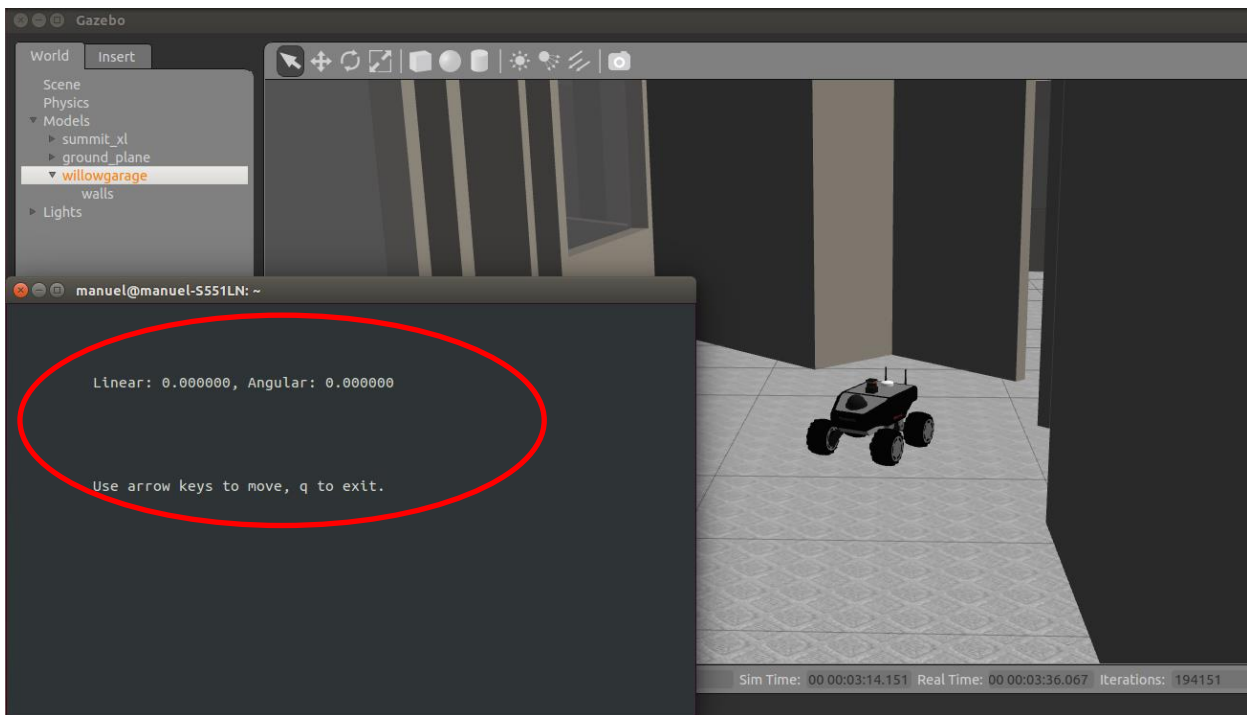 Gazebo
World Insert
Scene
Physics
Models
summit_xl
ground_plane
willowgarage
walls
Lights
manuel@manuel-S551LN: ~
Linear: 0.000000, Angular: 0.000000
Use arrow keys to move, q to exit.
Sim Time: 00 00:03:14.151 Real Time: 00 00:03:36.067 Iterations: 194151